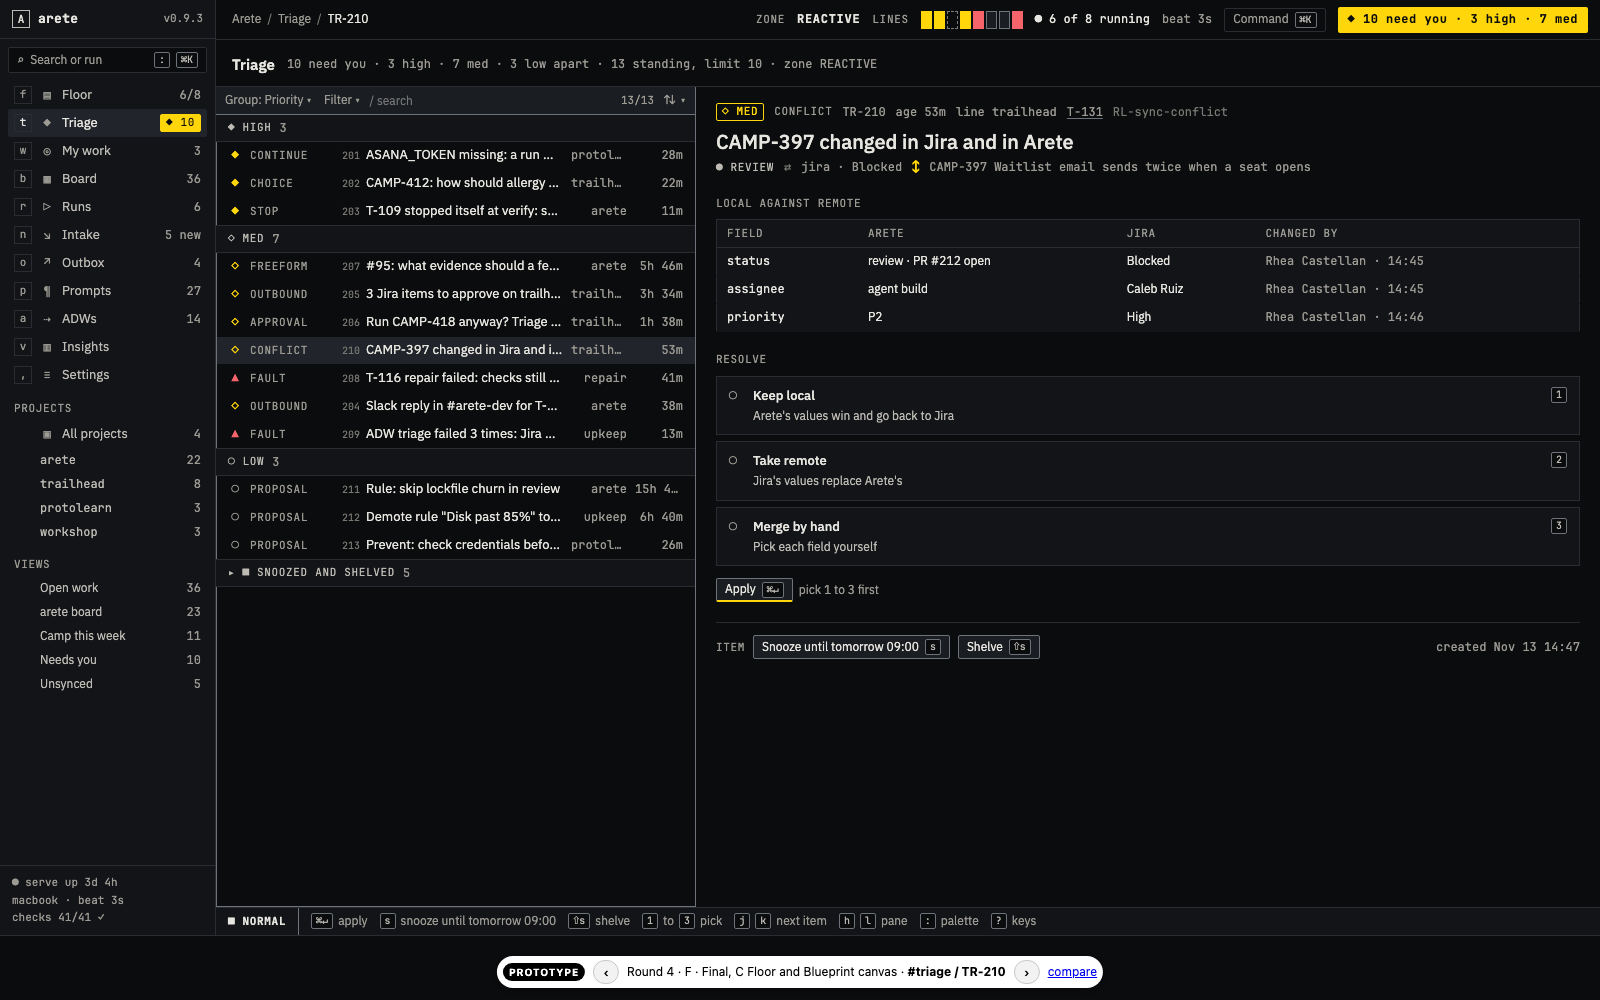 A arete v0.9.3
Search or run : ⌘K
f Floor 6/8
t Triage ◆ 10
w My work 3
b Board 36
r Runs 6
n Intake 5 new
o Outbox 4
p Prompts 27
a ADWs 14
v Insights
, Settings
PROJECTS
All projects 4
arete 22
trailhead 8
protolearn 3
workshop 3
VIEWS
Open work 36
arete board 23
Camp this week 11
Needs you 10
Unsynced 5
serve up 3d 4h
macbook · beat 3s
checks 41/41 ✓
Arete / Triage / TR-210
ZONE REACTIVE LINES 6 of 8 running beat 3s Command ⌘K ◆ 10 need you · 3 high · 7 med
Triage 10 need you · 3 high · 7 med · 3 low apart · 13 standing, limit 10 · zone REACTIVE
Group: Priority ▾ Filter ▾ / search 13/13
◆ HIGH 3
CONTINUE 201 ASANA_TOKEN missing: a run ... protol... 28m
CHOICE 202 CAMP-412: how should allergy ... trailh... 22m
STOP 203 T-109 stopped itself at verify: s... arete 11m
◇ MED 7
FREEFORM 207 #95: what evidence should a fe... arete 5h 46m
OUTBOUND 205 3 Jira items to approve on trailh... trailh... 3h 34m
APPROVAL 206 Run CAMP-418 anyway? Triage ... trailh... 1h 38m
CONFLICT 210 CAMP-397 changed in Jira and i... trailh... 53m
FAULT 208 T-116 repair failed: checks still ... repair 41m
OUTBOUND 204 Slack reply in #arete-dev for T-... arete 38m
FAULT 209 ADW triage failed 3 times: Jira ... upkeep 13m
○ LOW 3
PROPOSAL 211 Rule: skip lockfile churn in review arete 15h 4...
PROPOSAL 212 Demote rule "Disk past 85%" to... upkeep 6h 40m
PROPOSAL 213 Prevent: check credentials befo... protol... 26m
▸ ■ SNOOZED AND SHELVED 5
◇ MED CONFLICT TR-210 age 53m line trailhead T-131 RL-sync-conflict
CAMP-397 changed in Jira and in Arete
● REVIEW ⇄ jira · Blocked ↕ CAMP-397 Waitlist email sends twice when a seat opens
LOCAL AGAINST REMOTE
FIELD ARETE JIRA CHANGED BY
status review · PR #212 open Blocked Rhea Castellan · 14:45
assignee agent build Caleb Ruiz Rhea Castellan · 14:45
priority P2 High Rhea Castellan · 14:46
RESOLVE
Keep local 1
Arete's values win and go back to Jira
Take remote 2
Jira's values replace Arete's
Merge by hand 3
Pick each field yourself
Apply ⌘↵ pick 1 to 3 first
ITEM Snooze until tomorrow 09:00 s Shelve ⇧s created Nov 13 14:47
■ NORMAL ⌘↵ apply s snooze until tomorrow 09:00 ⇧s shelve 1 to 3 pick j k next item h l pane : palette ? keys
PROTOTYPE ‹ Round 4 · F · Final, C Floor and Blueprint canvas · #triage / TR-210 › compare